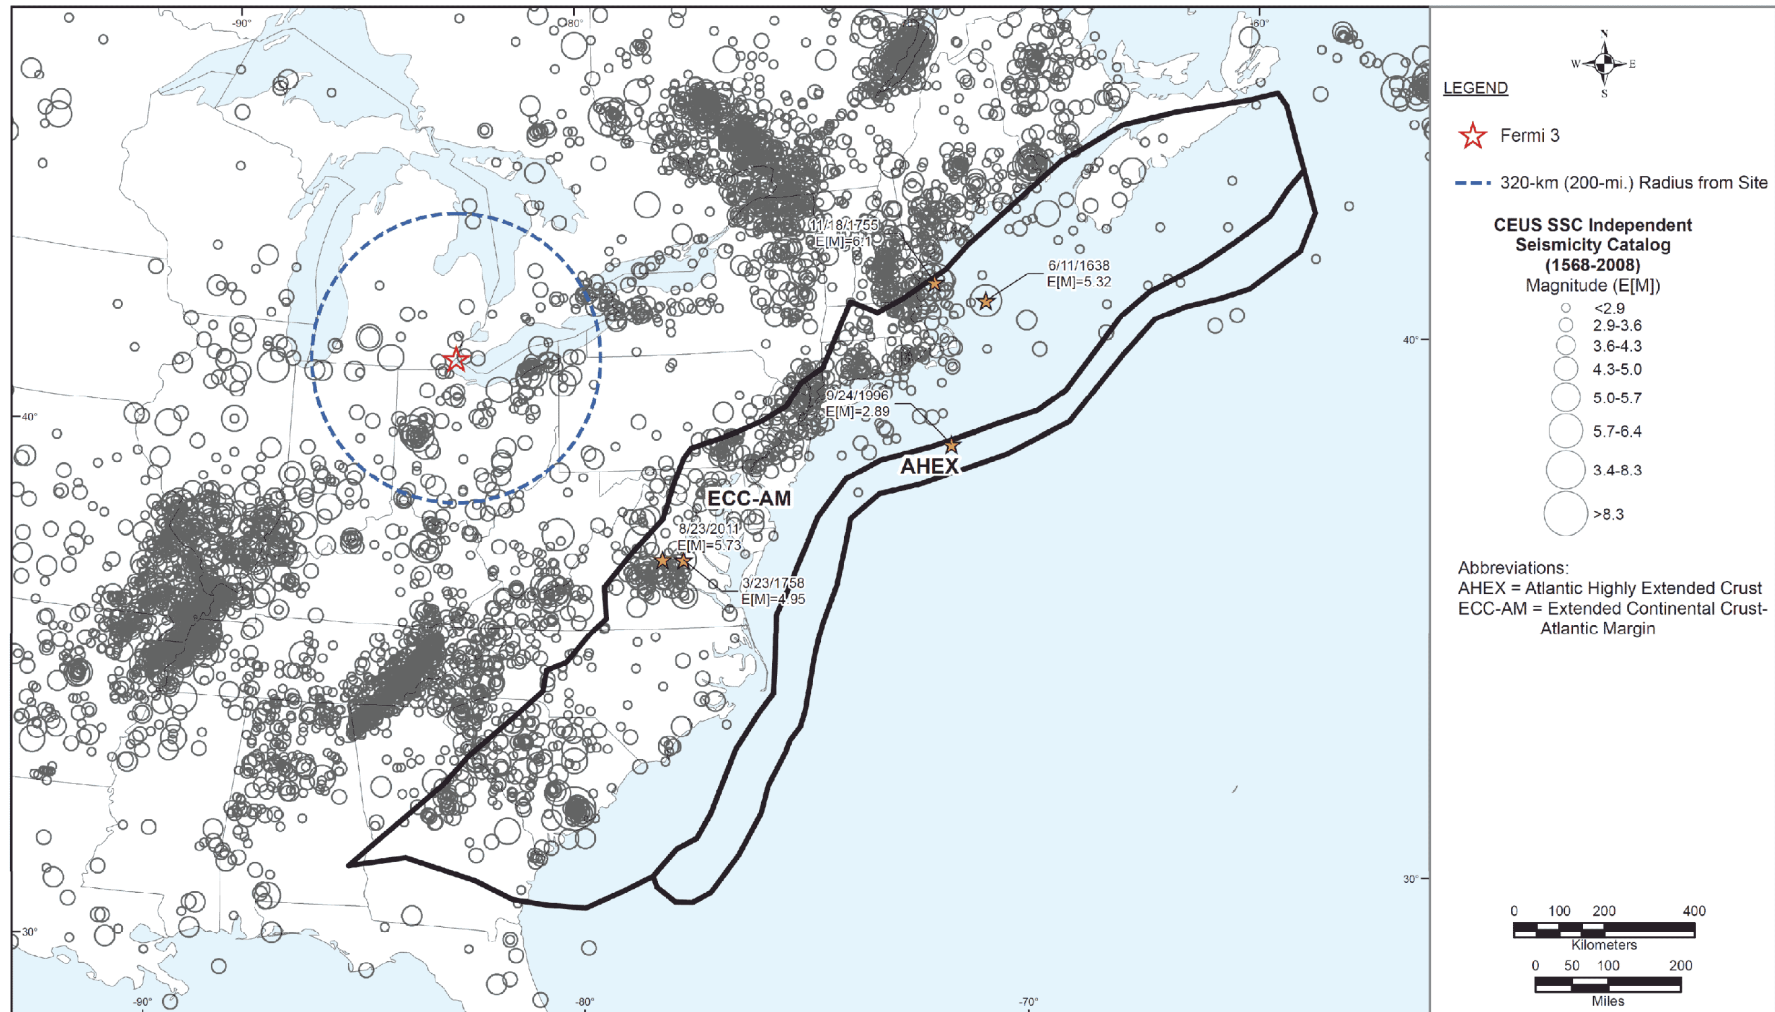 -90°
-80°
-60°
11/18/1755
E[M]=6.1
6/11/1638
E[M]=5.32
40°
40°
9/24/1996
E[M]=2.89
AHEX
ECC-AM
8/23/2011
E[M]=5.73
3/23/1758
E[M]=4.95
30°
30°
-90°
-80°
-70°
N
W
E
S
LEGEND
Fermi 3
320-km (200-mi.) Radius from Site
CEUS SSC Independent
Seismicity Catalog
(1568-2008)
Magnitude (E[M])
<2.9
2.9-3.6
3.6-4.3
4.3-5.0
5.0-5.7
5.7-6.4
3.4-8.3
>8.3
Abbreviations:
AHEX = Atlantic Highly Extended Crust
ECC-AM = Extended Continental Crust-
Atlantic Margin
0 100 200 400
Kilometers
0 50 100 200
Miles